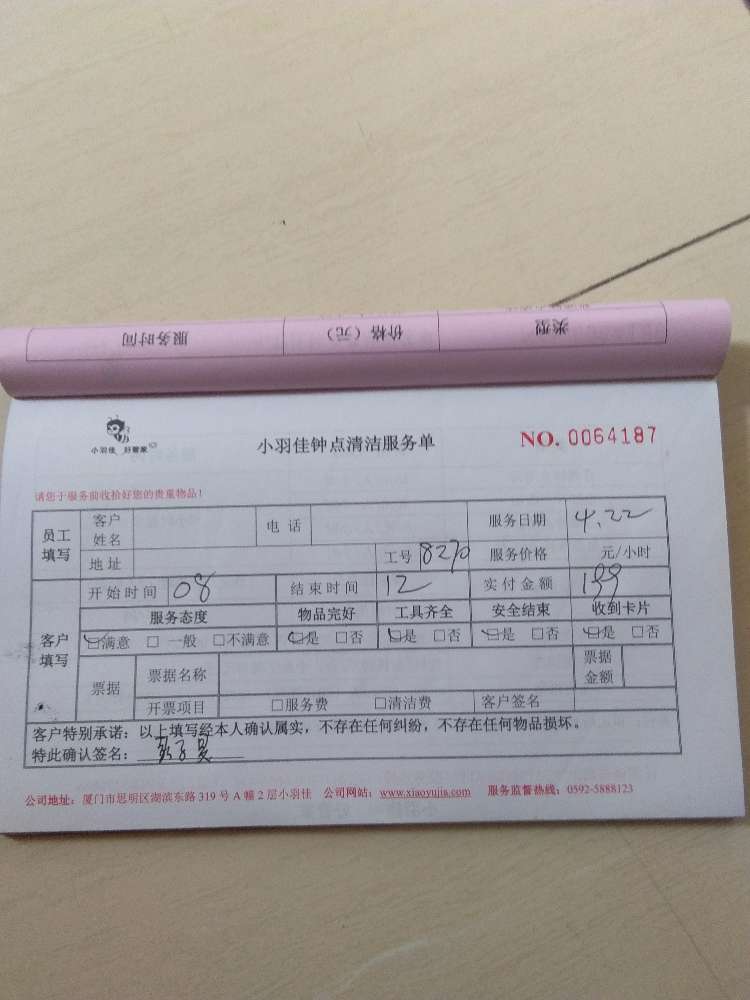 服务时间 价格（元） 类型
小羽佳 好管家
小羽佳钟点清洁服务单
NO. 0064187
请您于服务前收拾好您的贵重物品！
员工填写 客户姓名 电话 服务日期 4.22
地址 工号 8270 服务价格 元/小时
客户填写 开始时间 08 结束时间 12 实付金额 199
服务态度 物品完好 工具齐全 安全结束 收到卡片
☑满意 □一般 □不满意 ☑是 □否 ☑是 □否 ☑是 □否 ☑是 □否
票据 票据名称 票据金额
开票项目 □服务费 □清洁费 客户签名
客户特别承诺：以上填写经本人确认属实，不存在任何纠纷，不存在任何物品损坏。
特此确认签名：
公司地址：厦门市思明区湖滨东路319号A幢2层小羽佳 公司网站：www.xiaoyujia.com 服务监督热线：0592-5888123